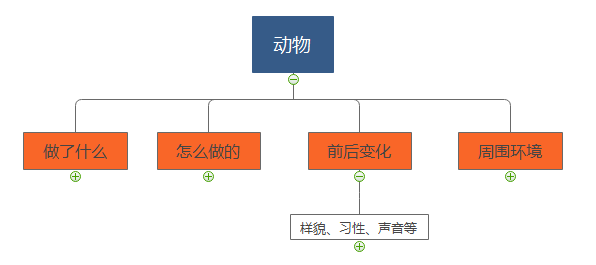 动物
做了什么
怎么做的
前后变化
周围环境
样貌、习性、声音等